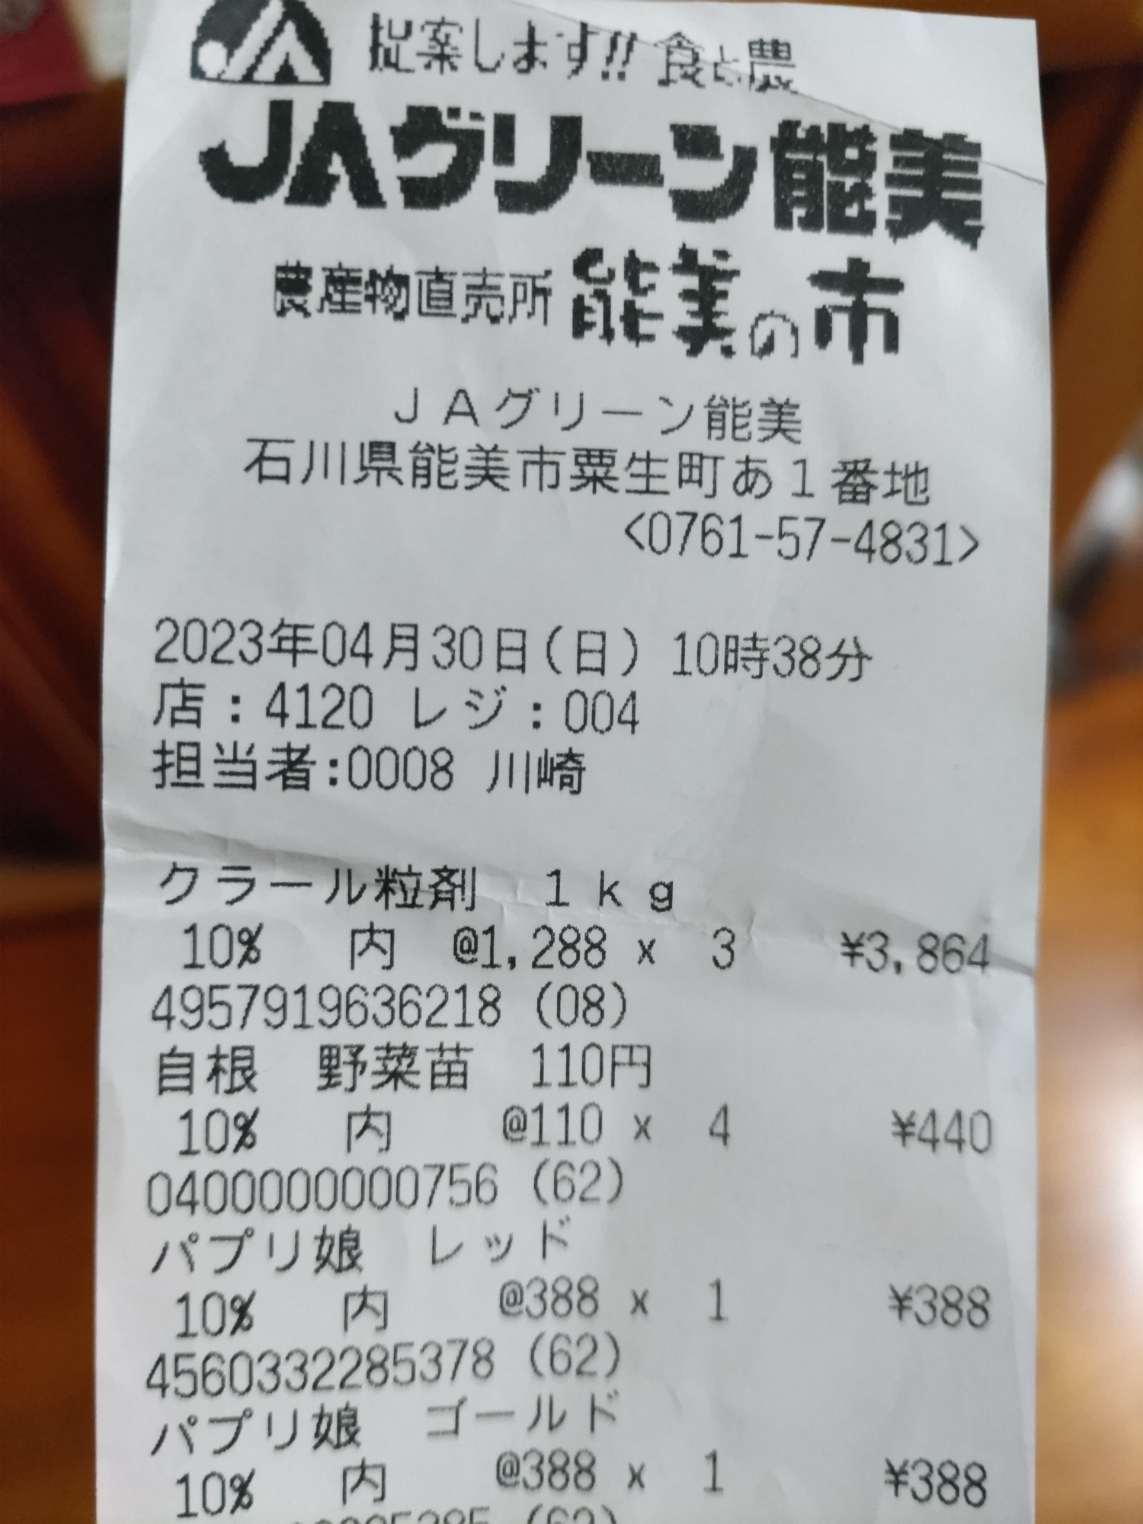 提案します!! 食と農
JAグリーン能美
農産物直売所 能美の市
JAグリーン能美
石川県能美市粟生町あ1番地
<0761-57-4831>
2023年04月30日(日) 10時38分
店:4120 レジ:004
担当者:0008 川崎
クラール粒剤 1kg
10% 内 @1,288 x 3 ¥3,864
4957919636218 (08)
自根 野菜苗 110円
10% 内 @110 x 4 ¥440
0400000000756 (62)
パプリ娘 レッド
10% 内 @388 x 1 ¥388
4560332285378 (62)
パプリ娘 ゴールド
10% 内 @388 x 1 ¥388